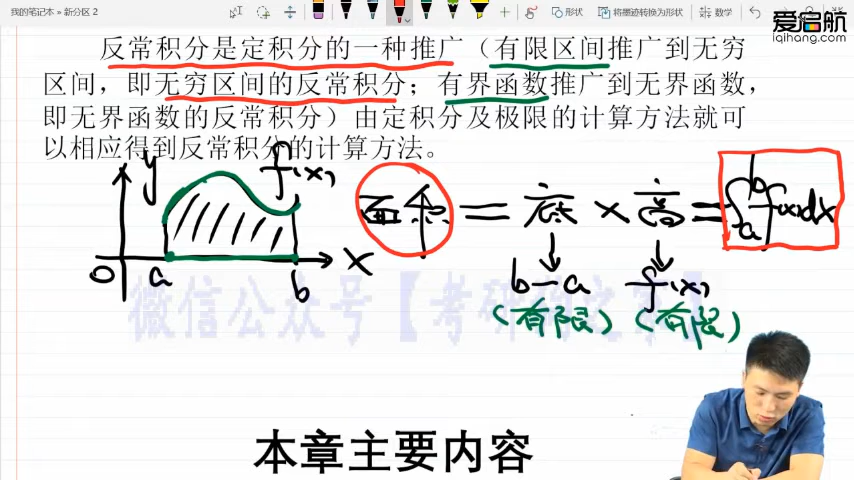 我的笔记本 » 新分区 2
形状
将墨迹转换为形状
数学
爱启航
iqihang.com
反常积分是定积分的一种推广（有限区间推广到无穷
区间，即无穷区间的反常积分；有界函数推广到无界函数，
即无界函数的反常积分）由定积分及极限的计算方法就可
以相应得到反常积分的计算方法。
y f(x)
面积 = 底 × 高 = ∫_a^b f(x)dx
O a b x
b-a f(x)
(有限) (有限)
微信公众号【考研
本章主要内容